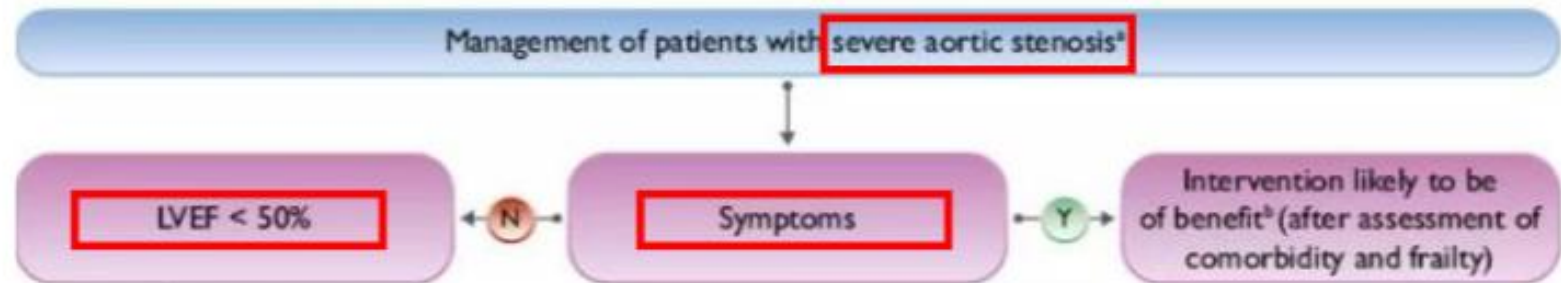 Management of patients with severe aortic stenosisᵃ
LVEF < 50%
N
Symptoms
Y
Intervention likely to be
of benefitᵇ (after assessment of
comorbidity and frailty)